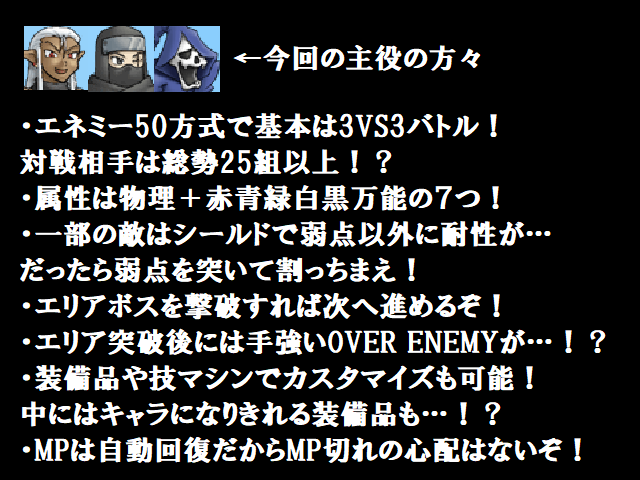 ←今回の主役の方々
・エネミー50方式で基本は3VS3バトル！
対戦相手は総勢25組以上！？
・属性は物理＋赤青緑白黒万能の７つ！
・一部の敵はシールドで弱点以外に耐性が…
だったら弱点を突いて割っちまえ！
・エリアボスを撃破すれば次へ進めるぞ！
・エリア突破後には手強いOVER ENEMYが…！？
・装備品や技マシンでカスタマイズも可能！
中にはキャラになりきれる装備品も…！？
・MPは自動回復だからMP切れの心配はないぞ！